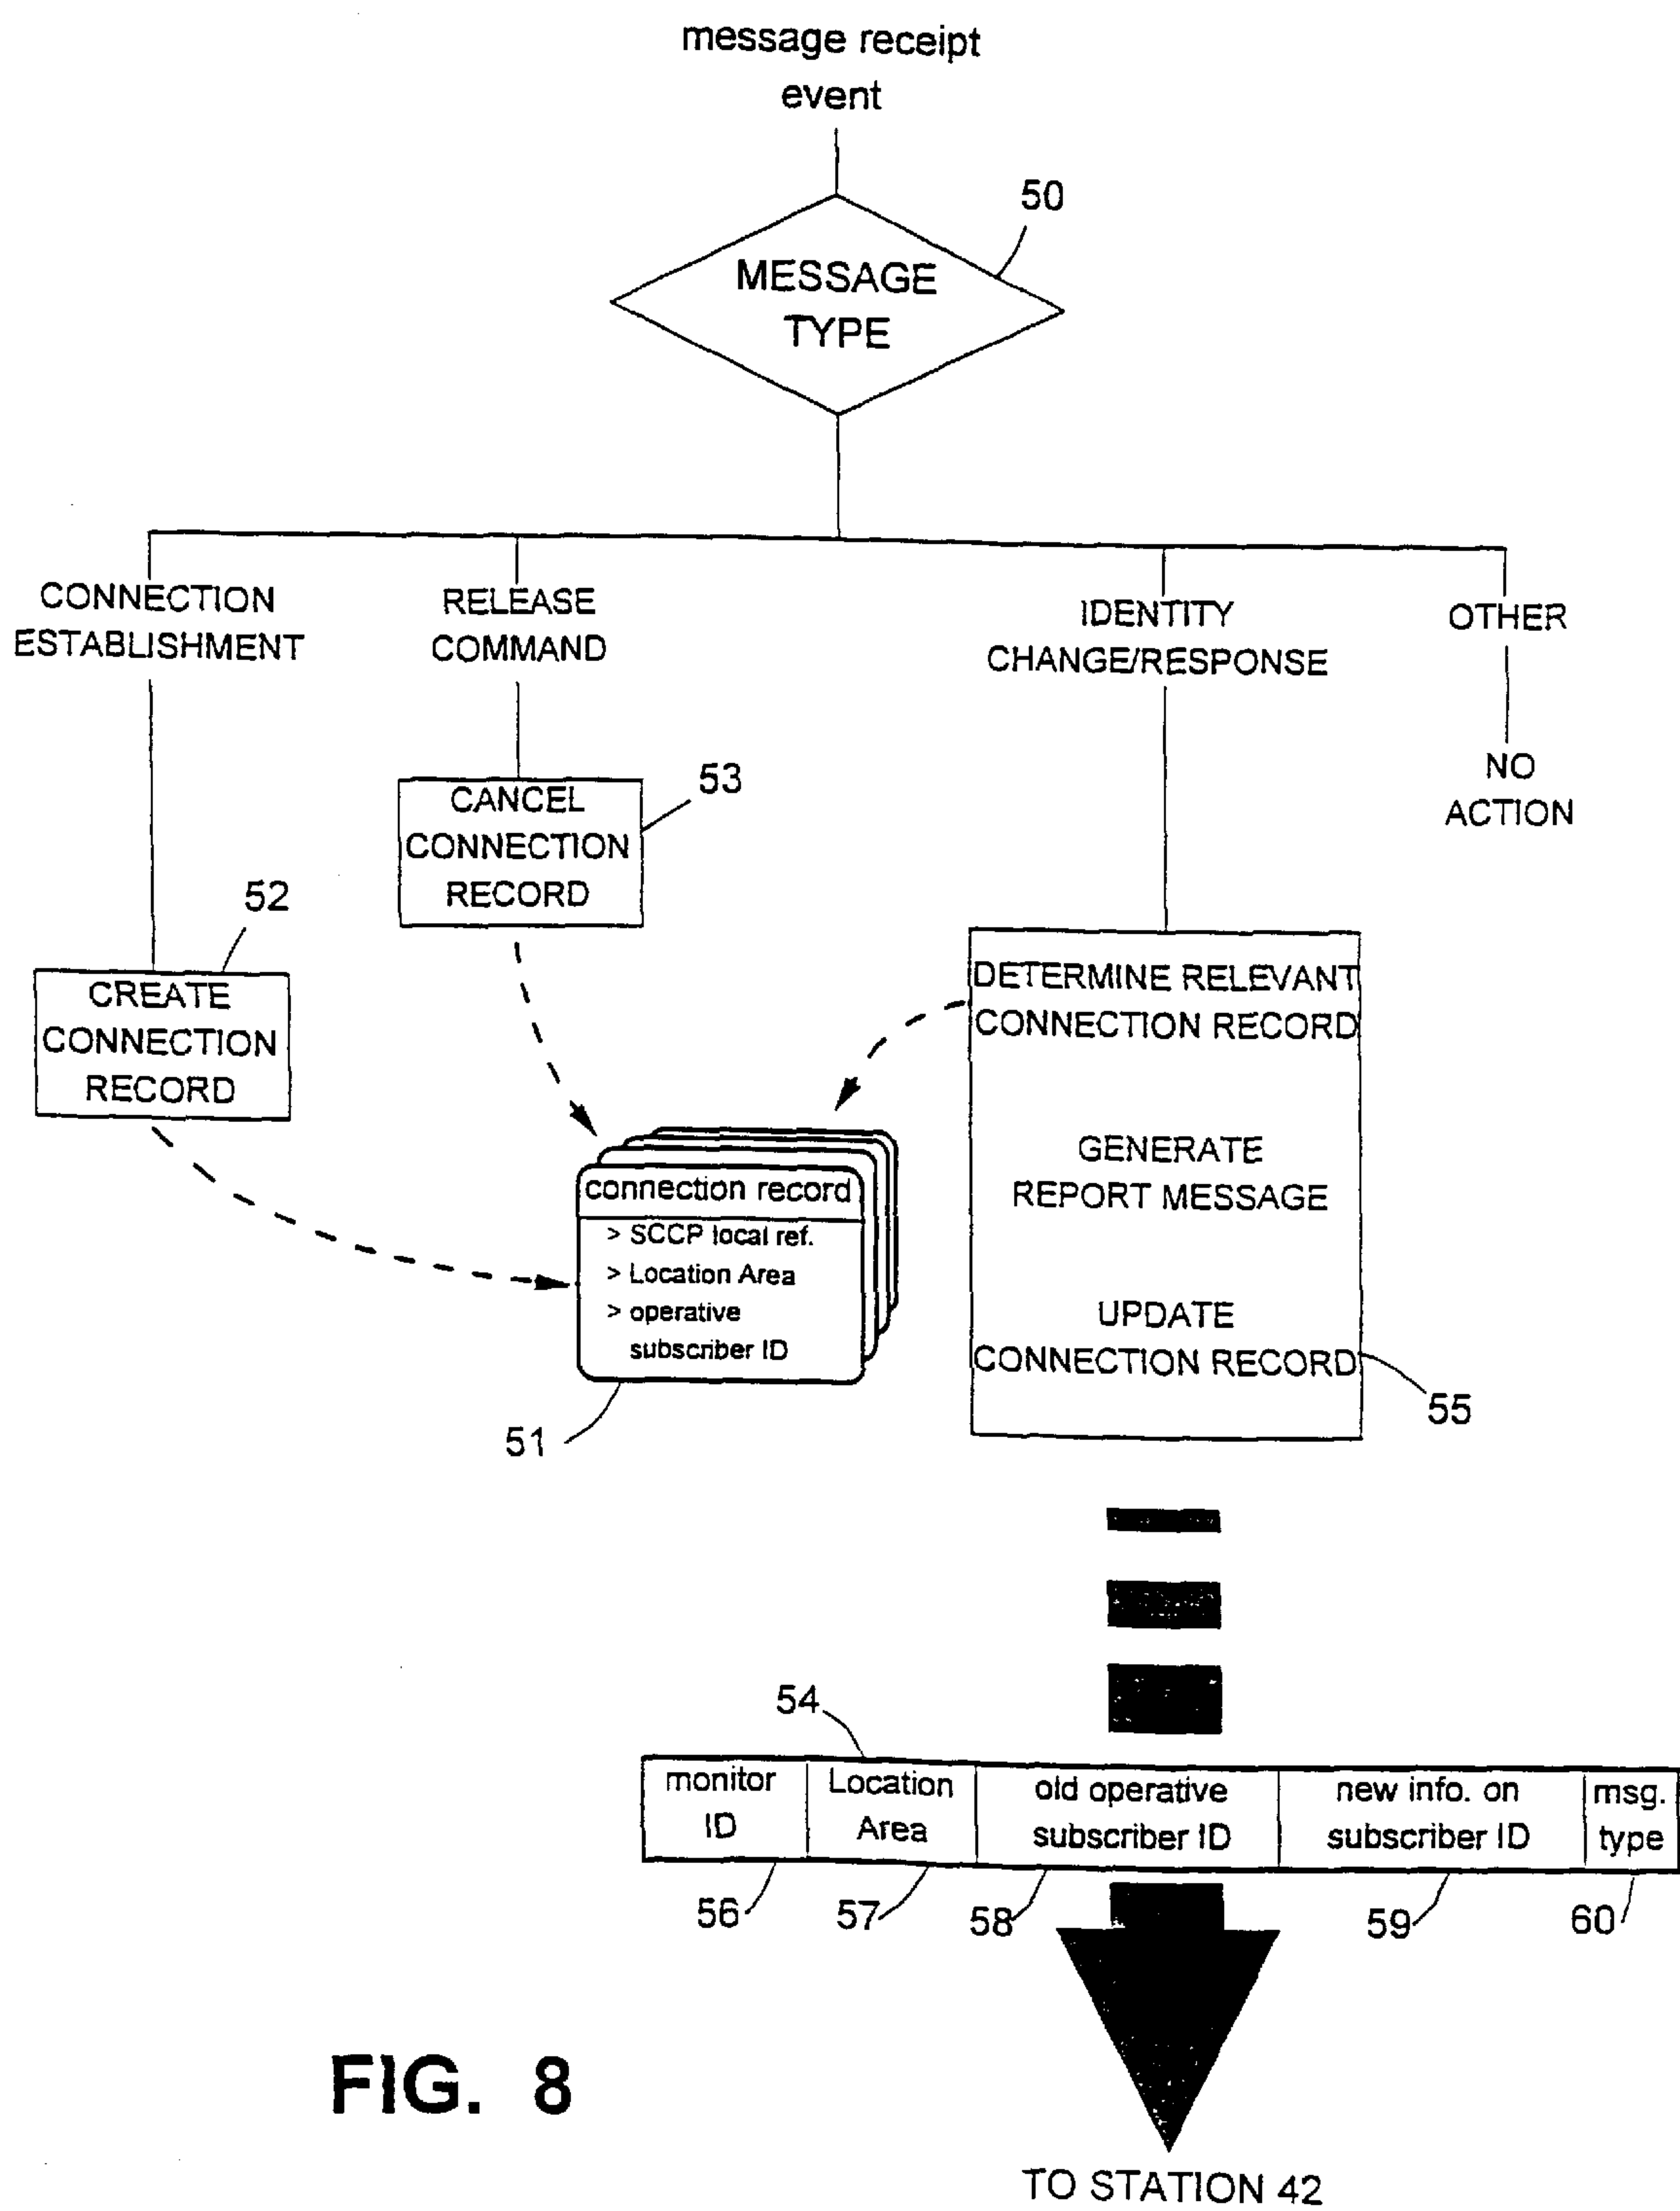 message receipt
event
50
MESSAGE
TYPE
CONNECTION
ESTABLISHMENT
RELEASE
COMMAND
IDENTITY
CHANGE/RESPONSE
OTHER
NO
ACTION
53
CANCEL
CONNECTION
RECORD
52
CREATE
CONNECTION
RECORD
DETERMINE RELEVANT
CONNECTION RECORD
GENERATE
REPORT MESSAGE
UPDATE
CONNECTION RECORD
55
connection record
> SCCP local ref.
> Location Area
> operative
subscriber ID
51
54
monitor
ID
Location
Area
old operative
subscriber ID
new info. on
subscriber ID
msg.
type
56
57
58
59
60
FIG. 8
TO STATION 42